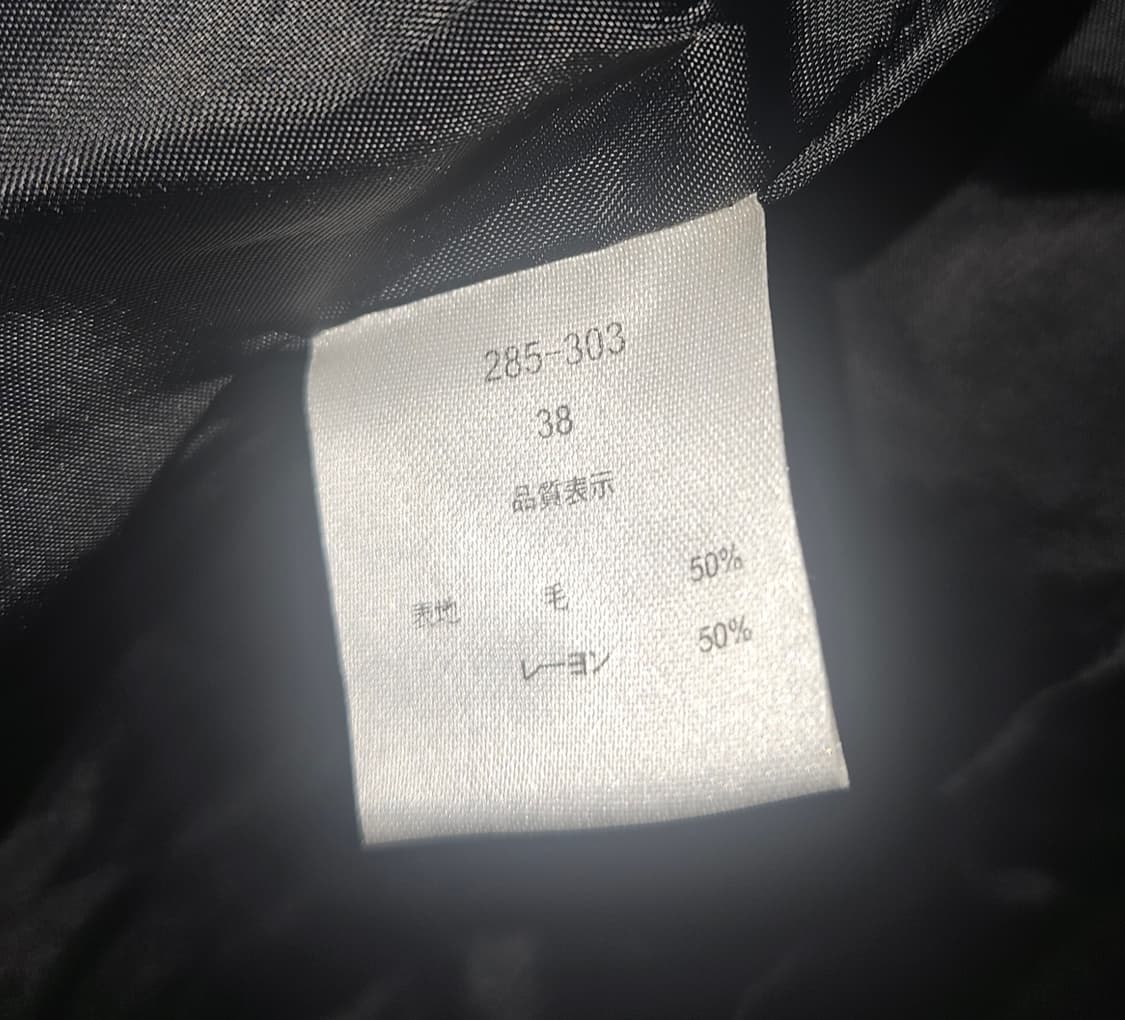 285-303
38
品質表示
表地 毛 50%
レーヨン 50%